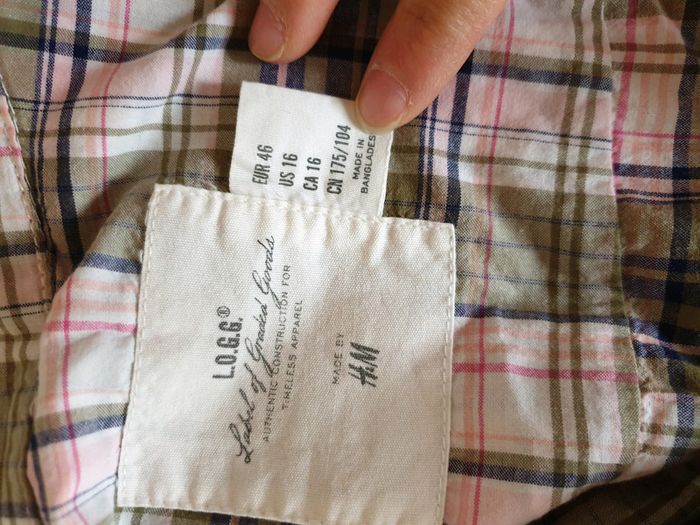 EUR 46
US 16
CA 16
CN 175/104
MADE IN
BANGLADES
L.O.G.G.®
Label of Graded Goods
AUTHENTIC CONSTRUCTION FOR
TIMELESS APPAREL
MADE BY
H&M